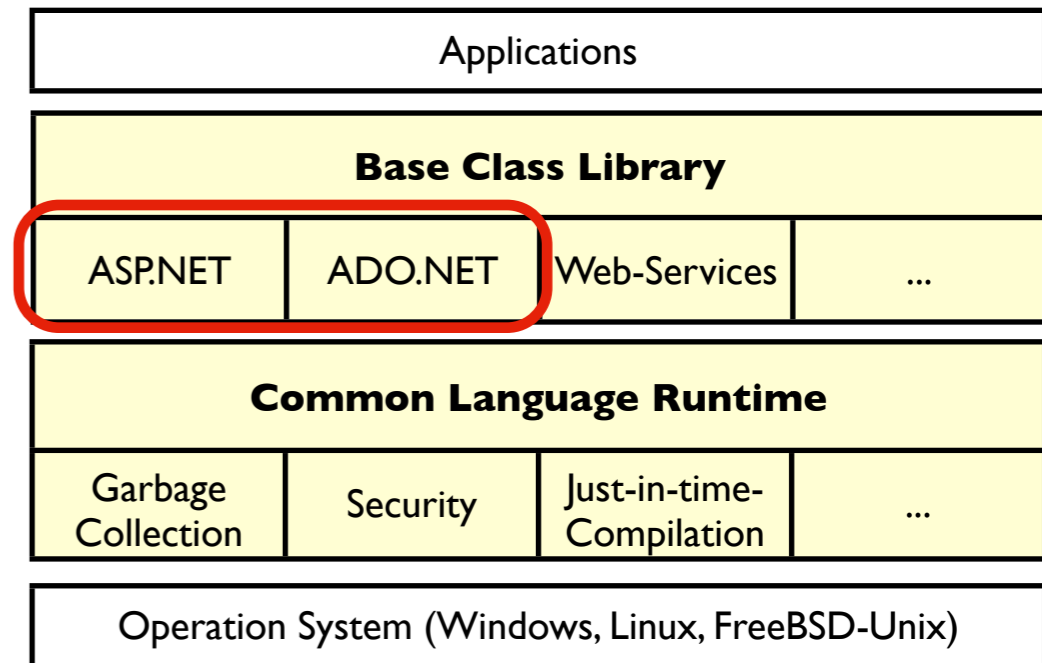 Applications
Base Class Library
ASP.NET
ADO.NET
Web-Services
...
Common Language Runtime
Garbage
Collection
Security
Just-in-time-
Compilation
...
Operation System (Windows, Linux, FreeBSD-Unix)